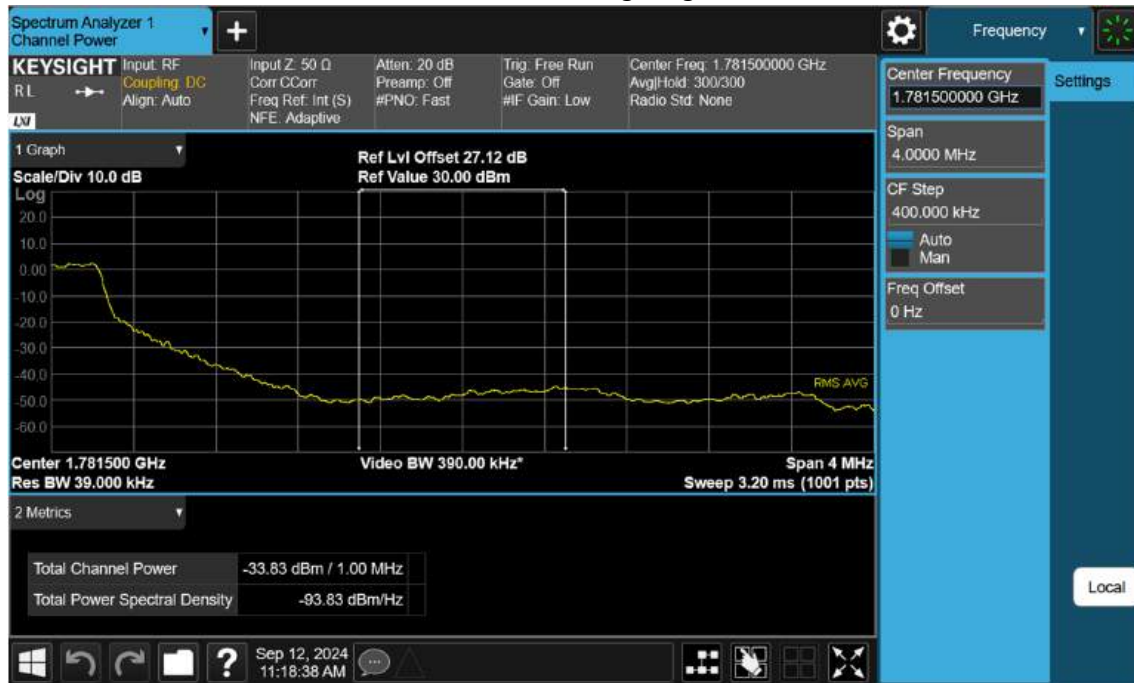 Spectrum Analyzer 1
Channel Power
+
Frequency
KEYSIGHT
RL
LXI
Input: RF
Coupling: DC
Align: Auto
Input Z: 50 Ω
Corr CCorr
Freq Ref: Int (S)
NFE: Adaptive
Atten: 20 dB
Preamp: Off
#PNO: Fast
Trig: Free Run
Gate: Off
#IF Gain: Low
Center Freq: 1.781500000 GHz
Avg|Hold: 300/300
Radio Std: None
Center Frequency
1.781500000 GHz
Settings
Span
4.0000 MHz
CF Step
400.000 kHz
Auto
Man
Freq Offset
0 Hz
1 Graph
Scale/Div 10.0 dB
Ref Lvl Offset 27.12 dB
Ref Value 30.00 dBm
Log
20.0
10.0
0.00
-10.0
-20.0
-30.0
-40.0
-50.0
-60.0
RMS AVG
Center 1.781500 GHz
Video BW 390.00 kHz*
Span 4 MHz
Res BW 39.000 kHz
Sweep 3.20 ms (1001 pts)
2 Metrics
Total Channel Power -33.83 dBm / 1.00 MHz
Total Power Spectral Density -93.83 dBm/Hz
Local
?
Sep 12, 2024
11:18:38 AM